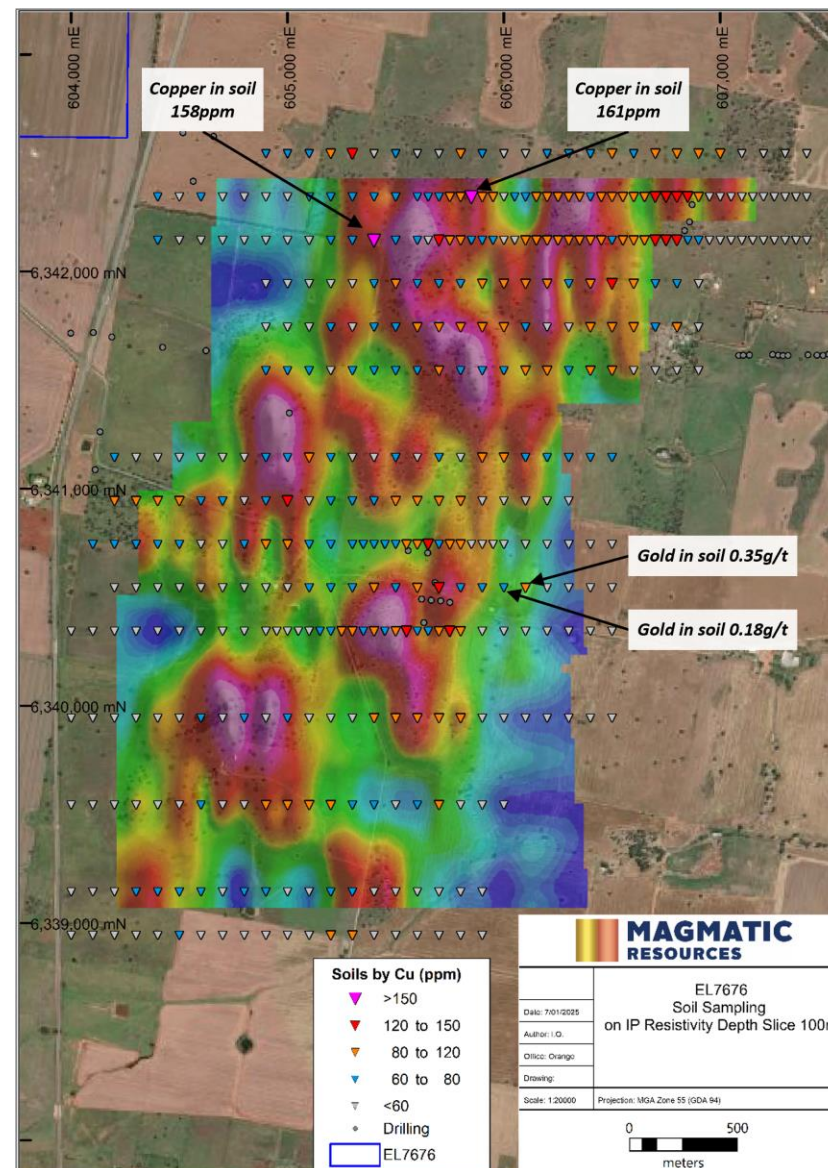 604,000 mE
605,000 mE
606,000 mE
607,000 mE
Copper in soil
158ppm
Copper in soil
161ppm
6,342,000 mN
6,341,000 mN
Gold in soil 0.35g/t
Gold in soil 0.18g/t
6,340,000 mN
6,339,000 mN
Soils by Cu (ppm)
>150
120 to 150
80 to 120
60 to 80
<60
Drilling
EL7676
MAGMATIC
RESOURCES
EL7676
Soil Sampling
on IP Resistivity Depth Slice 100m
Date: 7/01/2025
Author: I.O.
Office: Orange
Drawing:
Scale: 1:20000
Projection: MGA Zone 55 (GDA 94)
0 500
meters